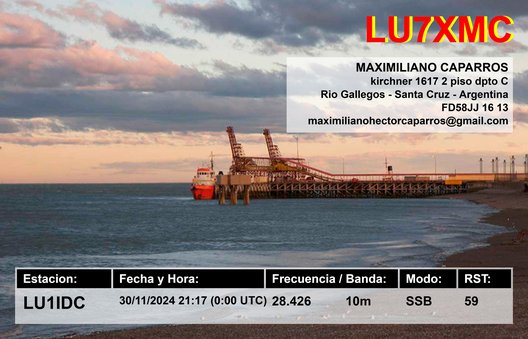 LU7XMC
MAXIMILIANO CAPARROS
kirchner 1617 2 piso dpto C
Rio Gallegos - Santa Cruz - Argentina
FD58JJ 16 13
maximilianohectorcaparros@gmail.com
Estacion: Fecha y Hora: Frecuencia / Banda: Modo: RST:
LU1IDC 30/11/2024 21:17 (0:00 UTC) 28.426 10m SSB 59